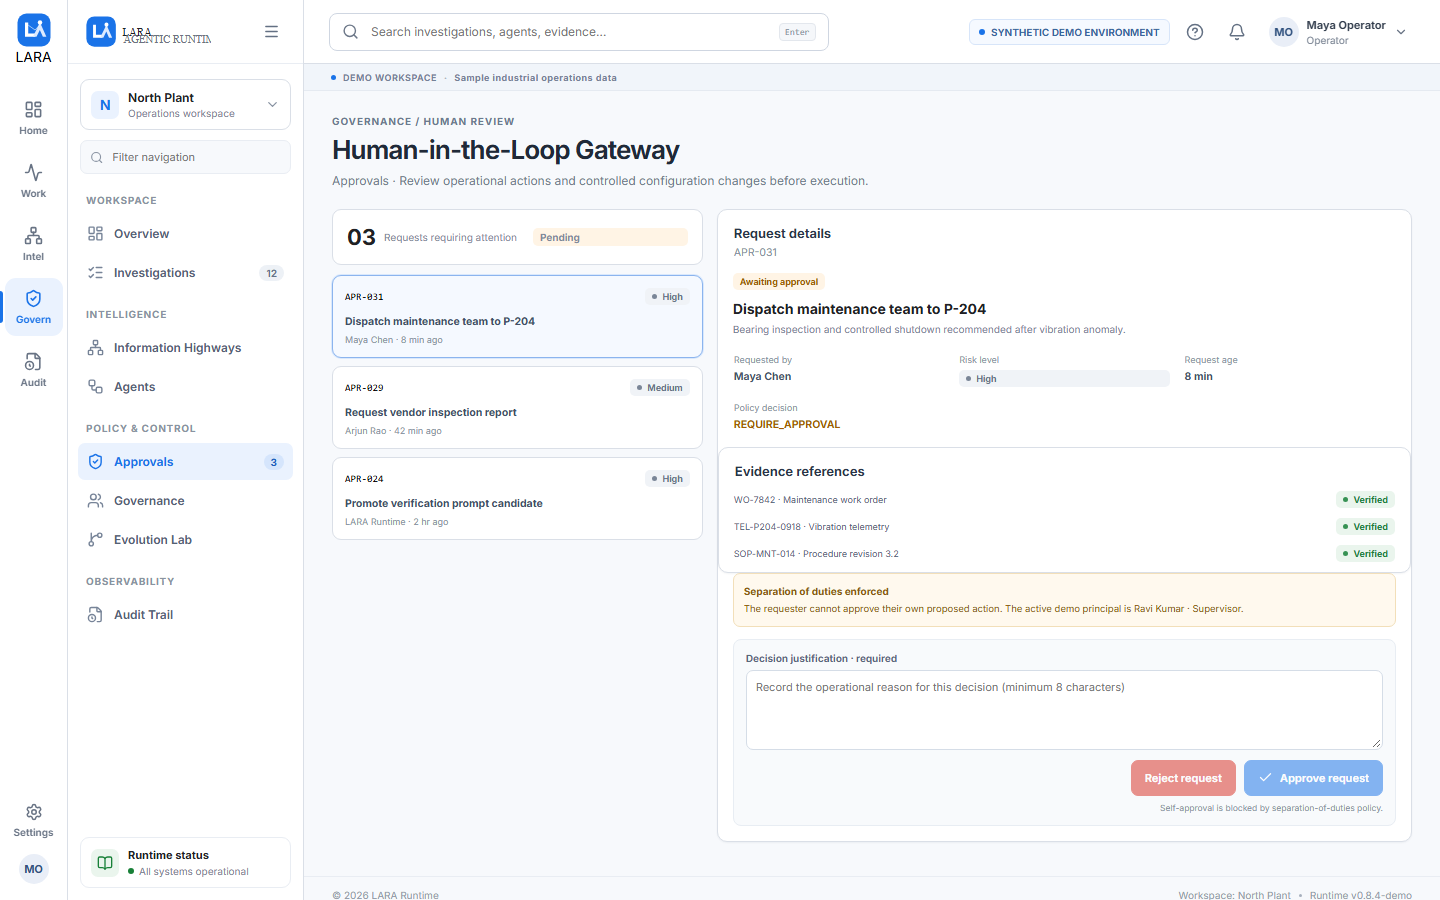 LARA
Home
Work
Intel
Govern
Audit
Settings
MO
LARA
AGENTIC RUNTIM
N
North Plant
Operations workspace
Filter navigation
WORKSPACE
Overview
Investigations 12
INTELLIGENCE
Information Highways
Agents
POLICY & CONTROL
Approvals 3
Governance
Evolution Lab
OBSERVABILITY
Audit Trail
Runtime status
All systems operational
Search investigations, agents, evidence... Enter
SYNTHETIC DEMO ENVIRONMENT
MO
Maya Operator
Operator
DEMO WORKSPACE · Sample industrial operations data
GOVERNANCE / HUMAN REVIEW
Human-in-the-Loop Gateway
Approvals · Review operational actions and controlled configuration changes before execution.
03 Requests requiring attention Pending
APR-031 High
Dispatch maintenance team to P-204
Maya Chen · 8 min ago
APR-029 Medium
Request vendor inspection report
Arjun Rao · 42 min ago
APR-024 High
Promote verification prompt candidate
LARA Runtime · 2 hr ago
Request details
APR-031
Awaiting approval
Dispatch maintenance team to P-204
Bearing inspection and controlled shutdown recommended after vibration anomaly.
Requested by Risk level Request age
Maya Chen High 8 min
Policy decision
REQUIRE_APPROVAL
Evidence references
WO-7842 · Maintenance work order Verified
TEL-P204-0918 · Vibration telemetry Verified
SOP-MNT-014 · Procedure revision 3.2 Verified
Separation of duties enforced
The requester cannot approve their own proposed action. The active demo principal is Ravi Kumar · Supervisor.
Decision justification · required
Record the operational reason for this decision (minimum 8 characters)
Reject request Approve request
Self-approval is blocked by separation-of-duties policy.
© 2026 LARA Runtime
Workspace: North Plant • Runtime v0.8.4-demo